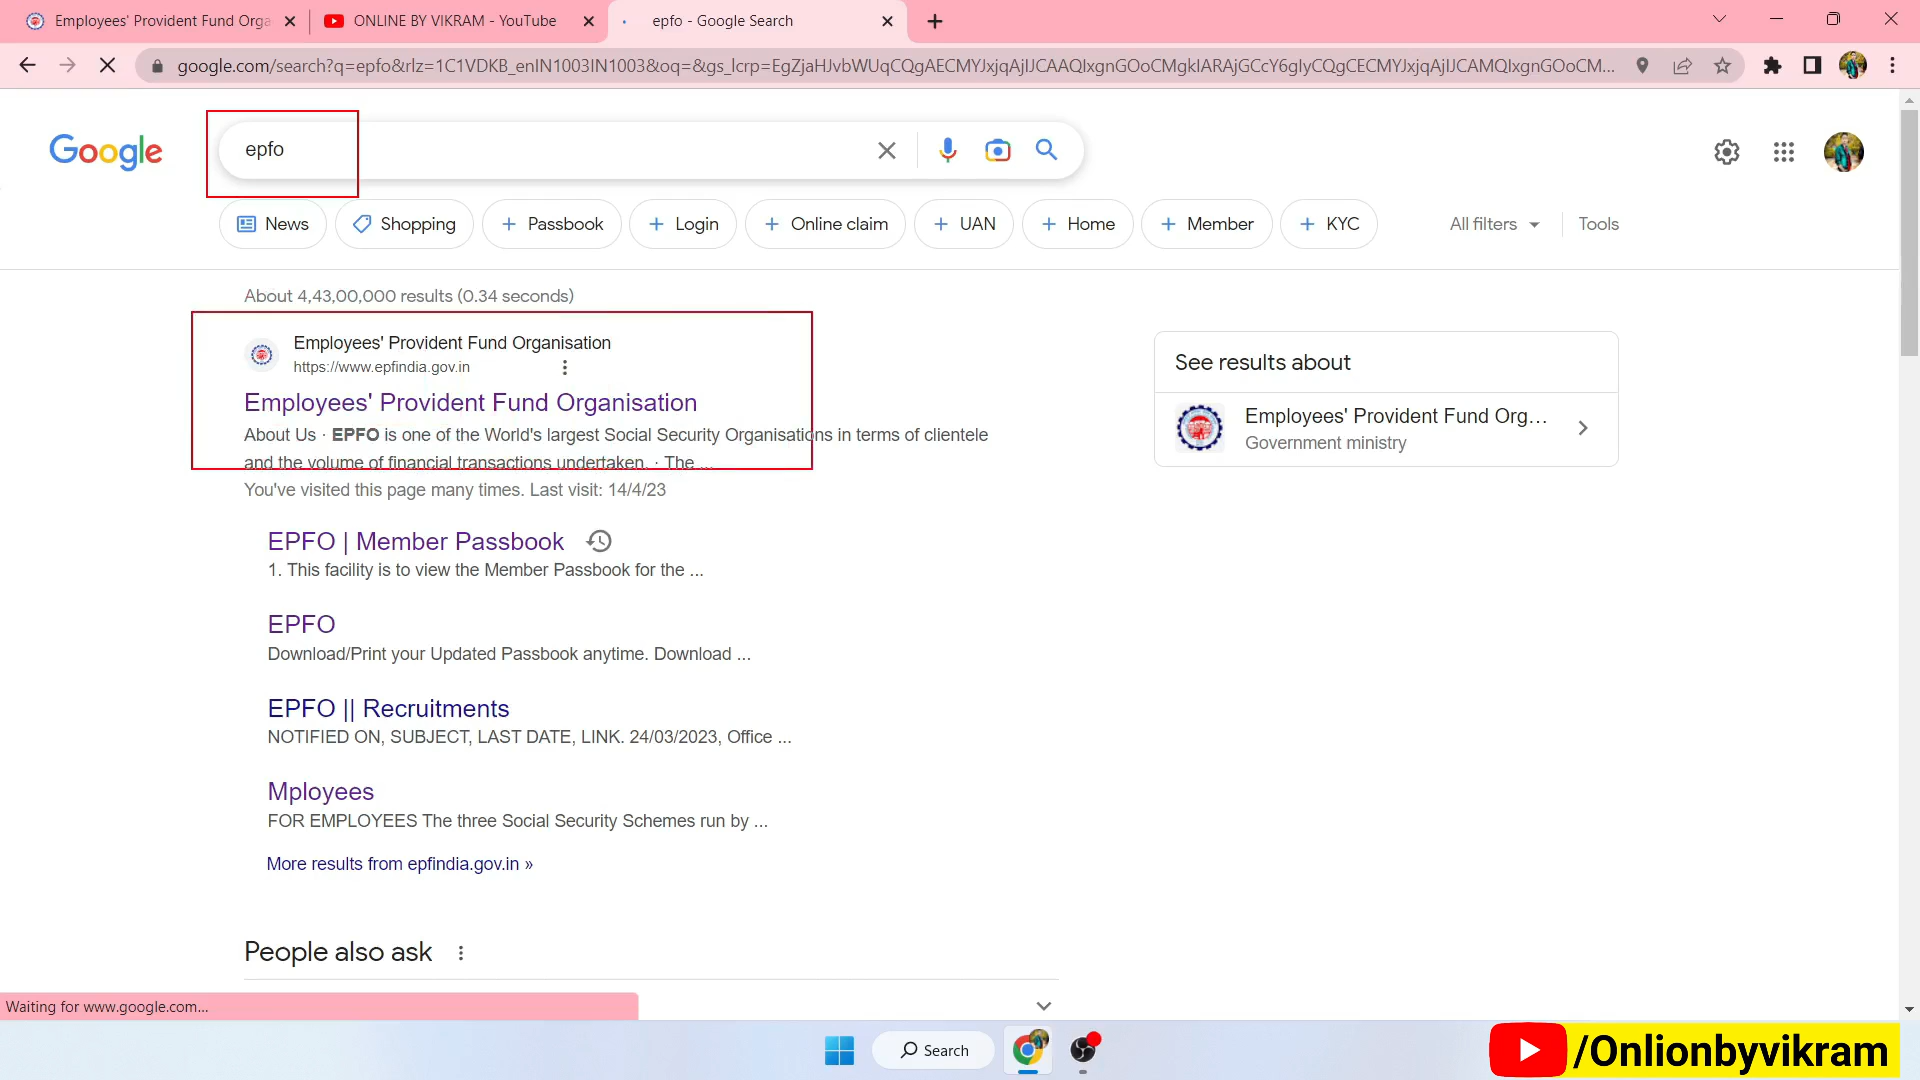 Employees' Provident Fund Orga
ONLINE BY VIKRAM - YouTube
epfo - Google Search
google.com/search?q=epfo&rlz=1C1VDKB_enIN1003IN1003&oq=&gs_lcrp=
Google
epfo
News
Shopping
Passbook
Login
Online claim
UAN
Home
Member
KYC
All filters
Tools
About 4,43,00,000 results (0.34 seconds)
Employees' Provident Fund Organisation
https://www.epfindia.gov.in
Employees' Provident Fund Organisation
About Us · EPFO is one of the World's largest Social Security Organisations in terms of clientele
and the volume of financial transactions undertaken. · The ...
You've visited this page many times. Last visit: 14/4/23
See results about
Employees' Provident Fund Org...
Government ministry
EPFO | Member Passbook
1. This facility is to view the Member Passbook for the ...
EPFO
Download/Print your Updated Passbook anytime. Download ...
EPFO || Recruitments
NOTIFIED ON, SUBJECT, LAST DATE, LINK. 24/03/2023, Office ...
Mployees
FOR EMPLOYEES The three Social Security Schemes run by ...
More results from epfindia.gov.in »
People also ask
Waiting for www.google.com...
Search
/Onlionbyvikram